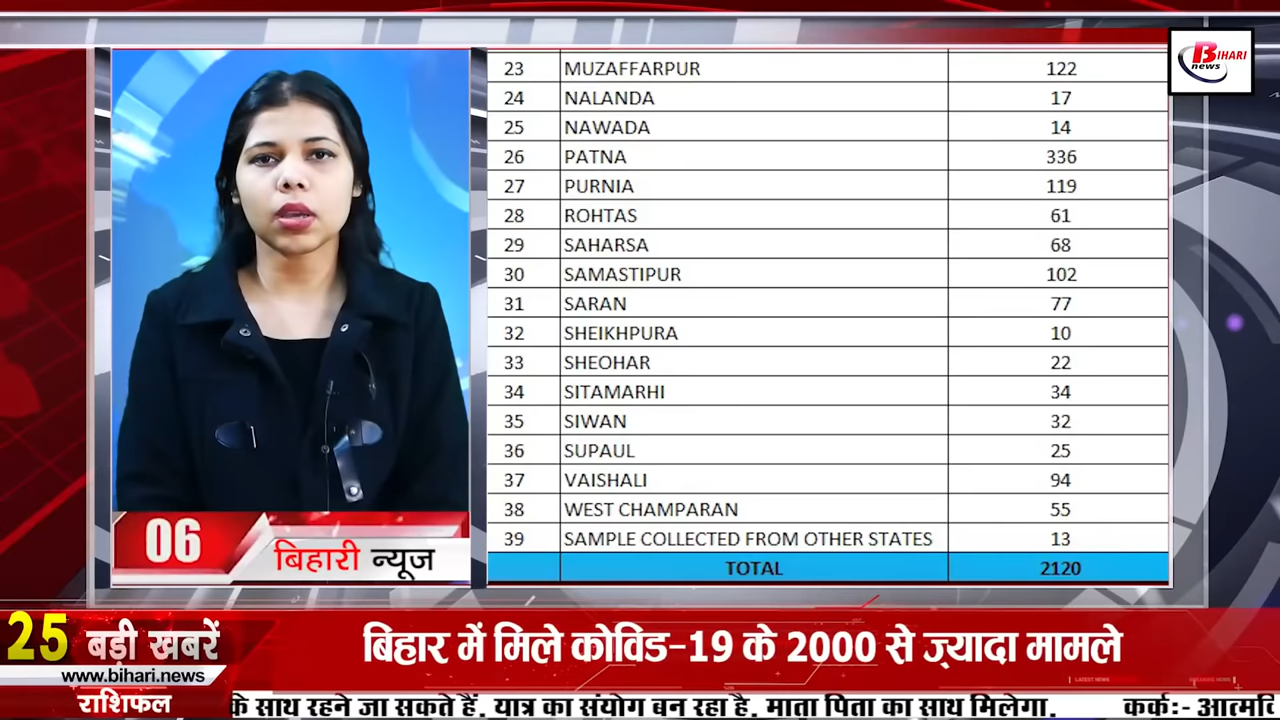 BIHARI
news
23 MUZAFFARPUR 122
24 NALANDA 17
25 NAWADA 14
26 PATNA 336
27 PURNIA 119
28 ROHTAS 61
29 SAHARSA 68
30 SAMASTIPUR 102
31 SARAN 77
32 SHEIKHPURA 10
33 SHEOHAR 22
34 SITAMARHI 34
35 SIWAN 32
36 SUPAUL 25
37 VAISHALI 94
38 WEST CHAMPARAN 55
39 SAMPLE COLLECTED FROM OTHER STATES 13
TOTAL 2120
06
बिहारी न्यूज
25 बड़ी खबरें
www.bihari.news
बिहार में मिले कोविड-19 के 2000 से ज़्यादा मामले
LATEST NEWS
BREAKING NEWS
राशिफल
के साथ रहने जा सकते हैं. यात्र का संयोग बन रहा है. माता पिता का साथ मिलेगा. कर्कः-